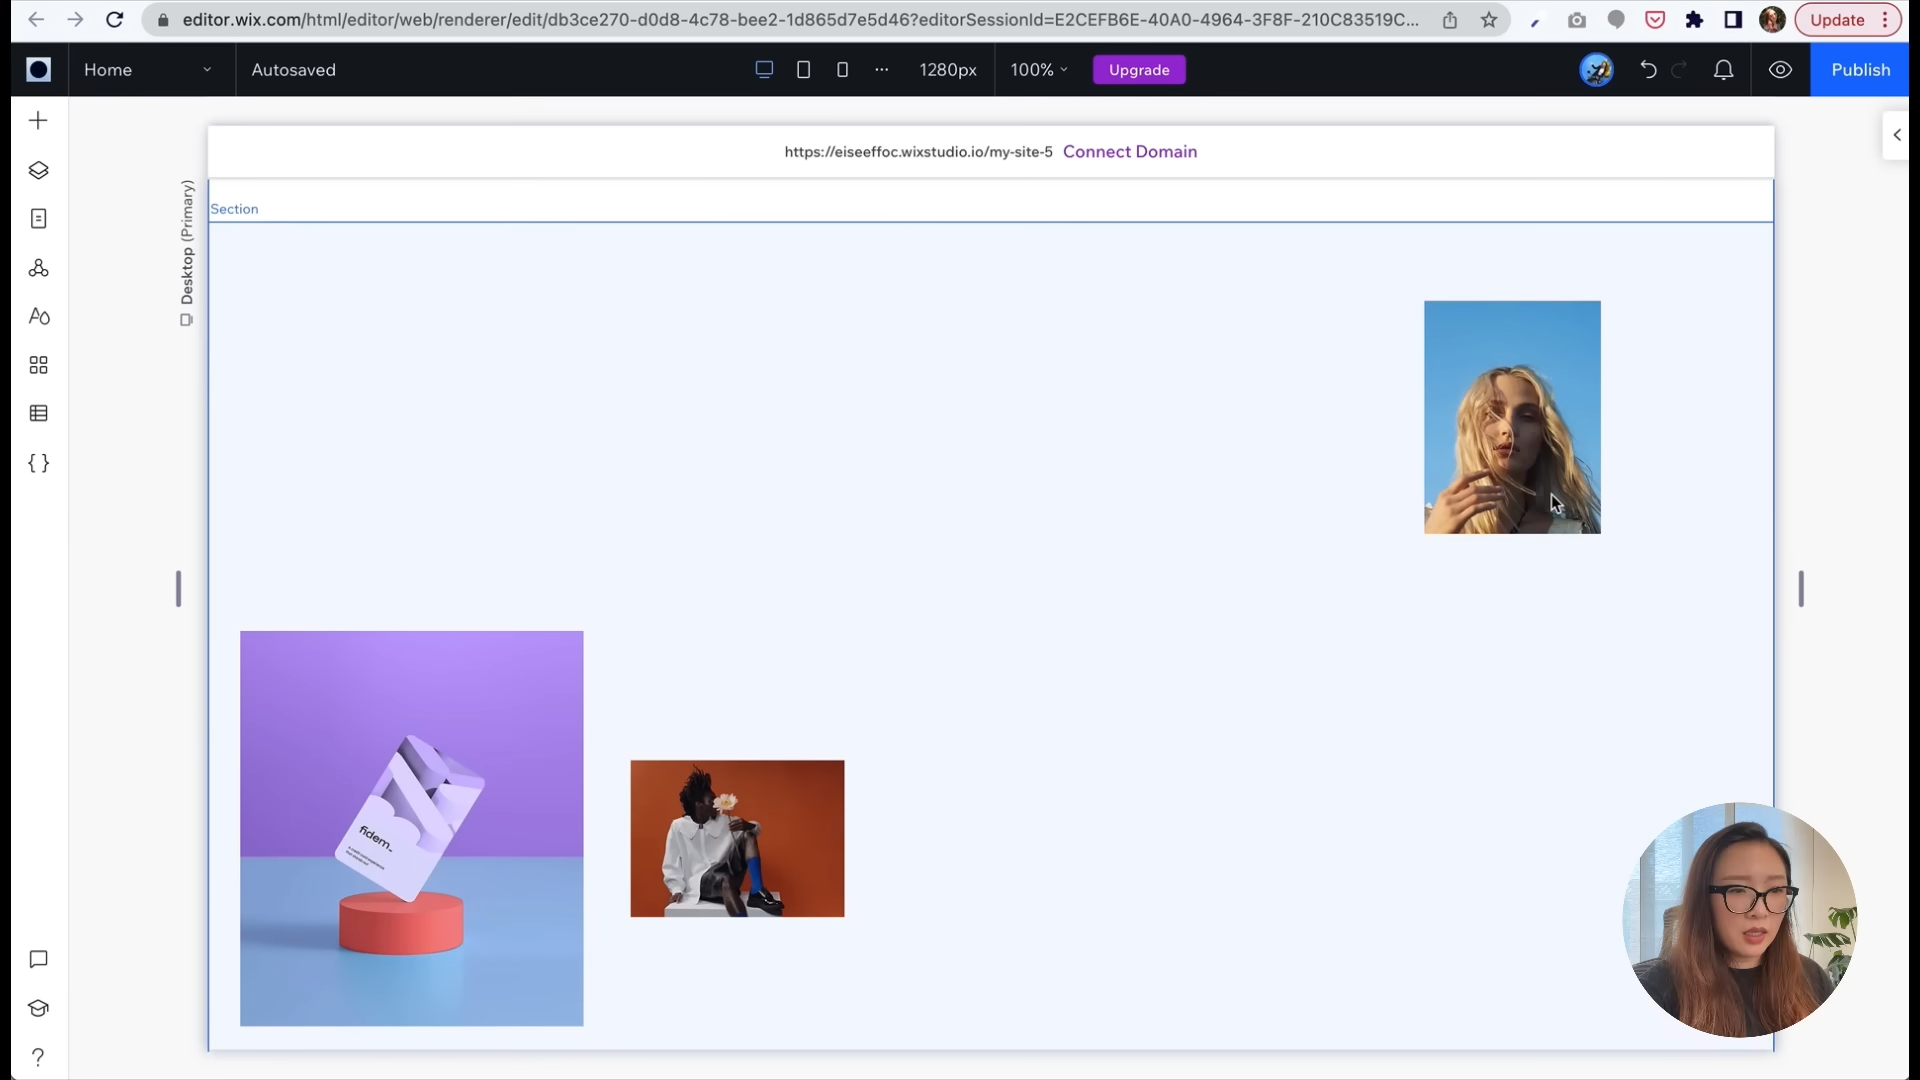 editor.wix.com/html/editor/web/renderer/edit/db3ce270-d0d8-4c78-bee2-1d865d7e5d46?editorSessionId=E2CEFB6E-40A0-4964-3F8F-210C83519C...
Update
Home
Autosaved
1280px
100%
Upgrade
Publish
https://eiseeffoc.wixstudio.io/my-site-5 Connect Domain
Desktop (Primary)
Section
fidem_